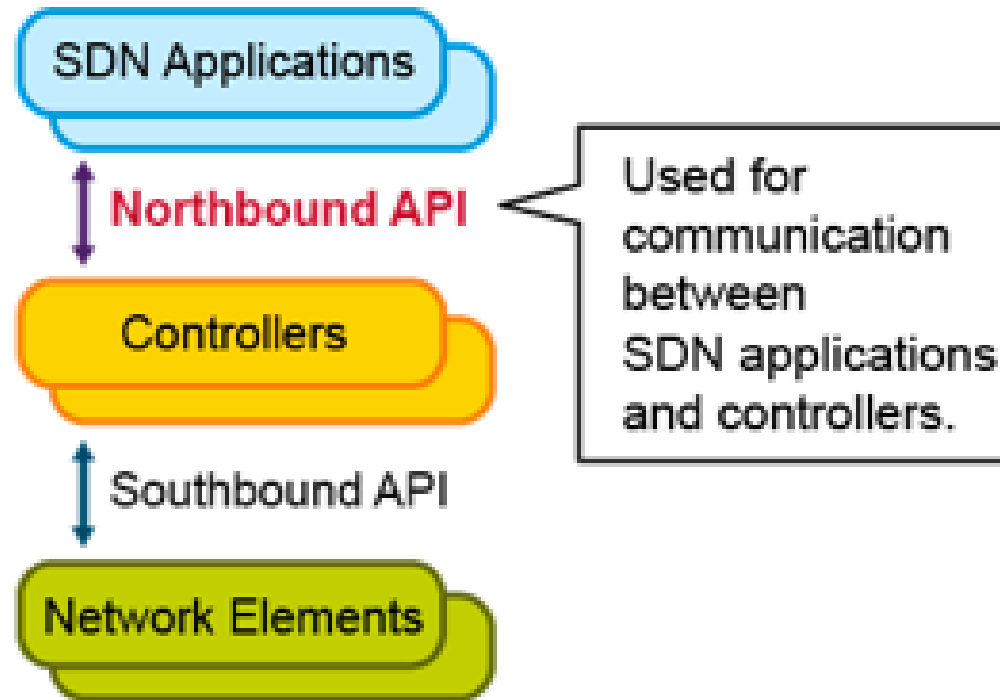 SDN Applications
Northbound API
Used for
communication
between
SDN applications
and controllers.
Controllers
Southbound API
Network Elements